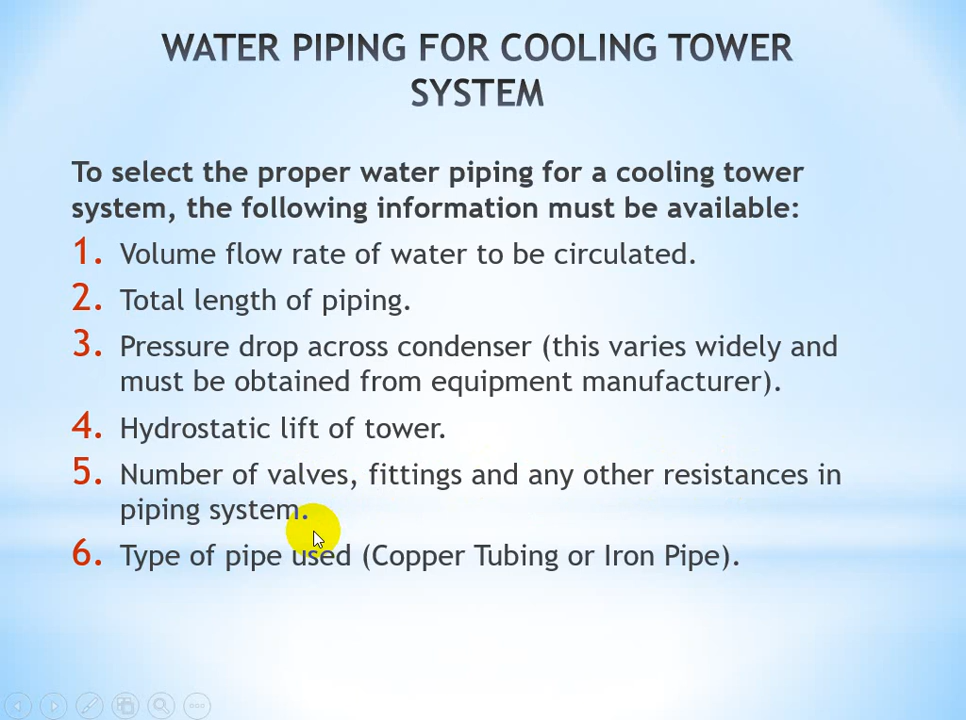 WATER PIPING FOR COOLING TOWER
SYSTEM
To select the proper water piping for a cooling tower
system, the following information must be available:
1. Volume flow rate of water to be circulated.
2. Total length of piping.
3. Pressure drop across condenser (this varies widely and
must be obtained from equipment manufacturer).
4. Hydrostatic lift of tower.
5. Number of valves, fittings and any other resistances in
piping system.
6. Type of pipe used (Copper Tubing or Iron Pipe).